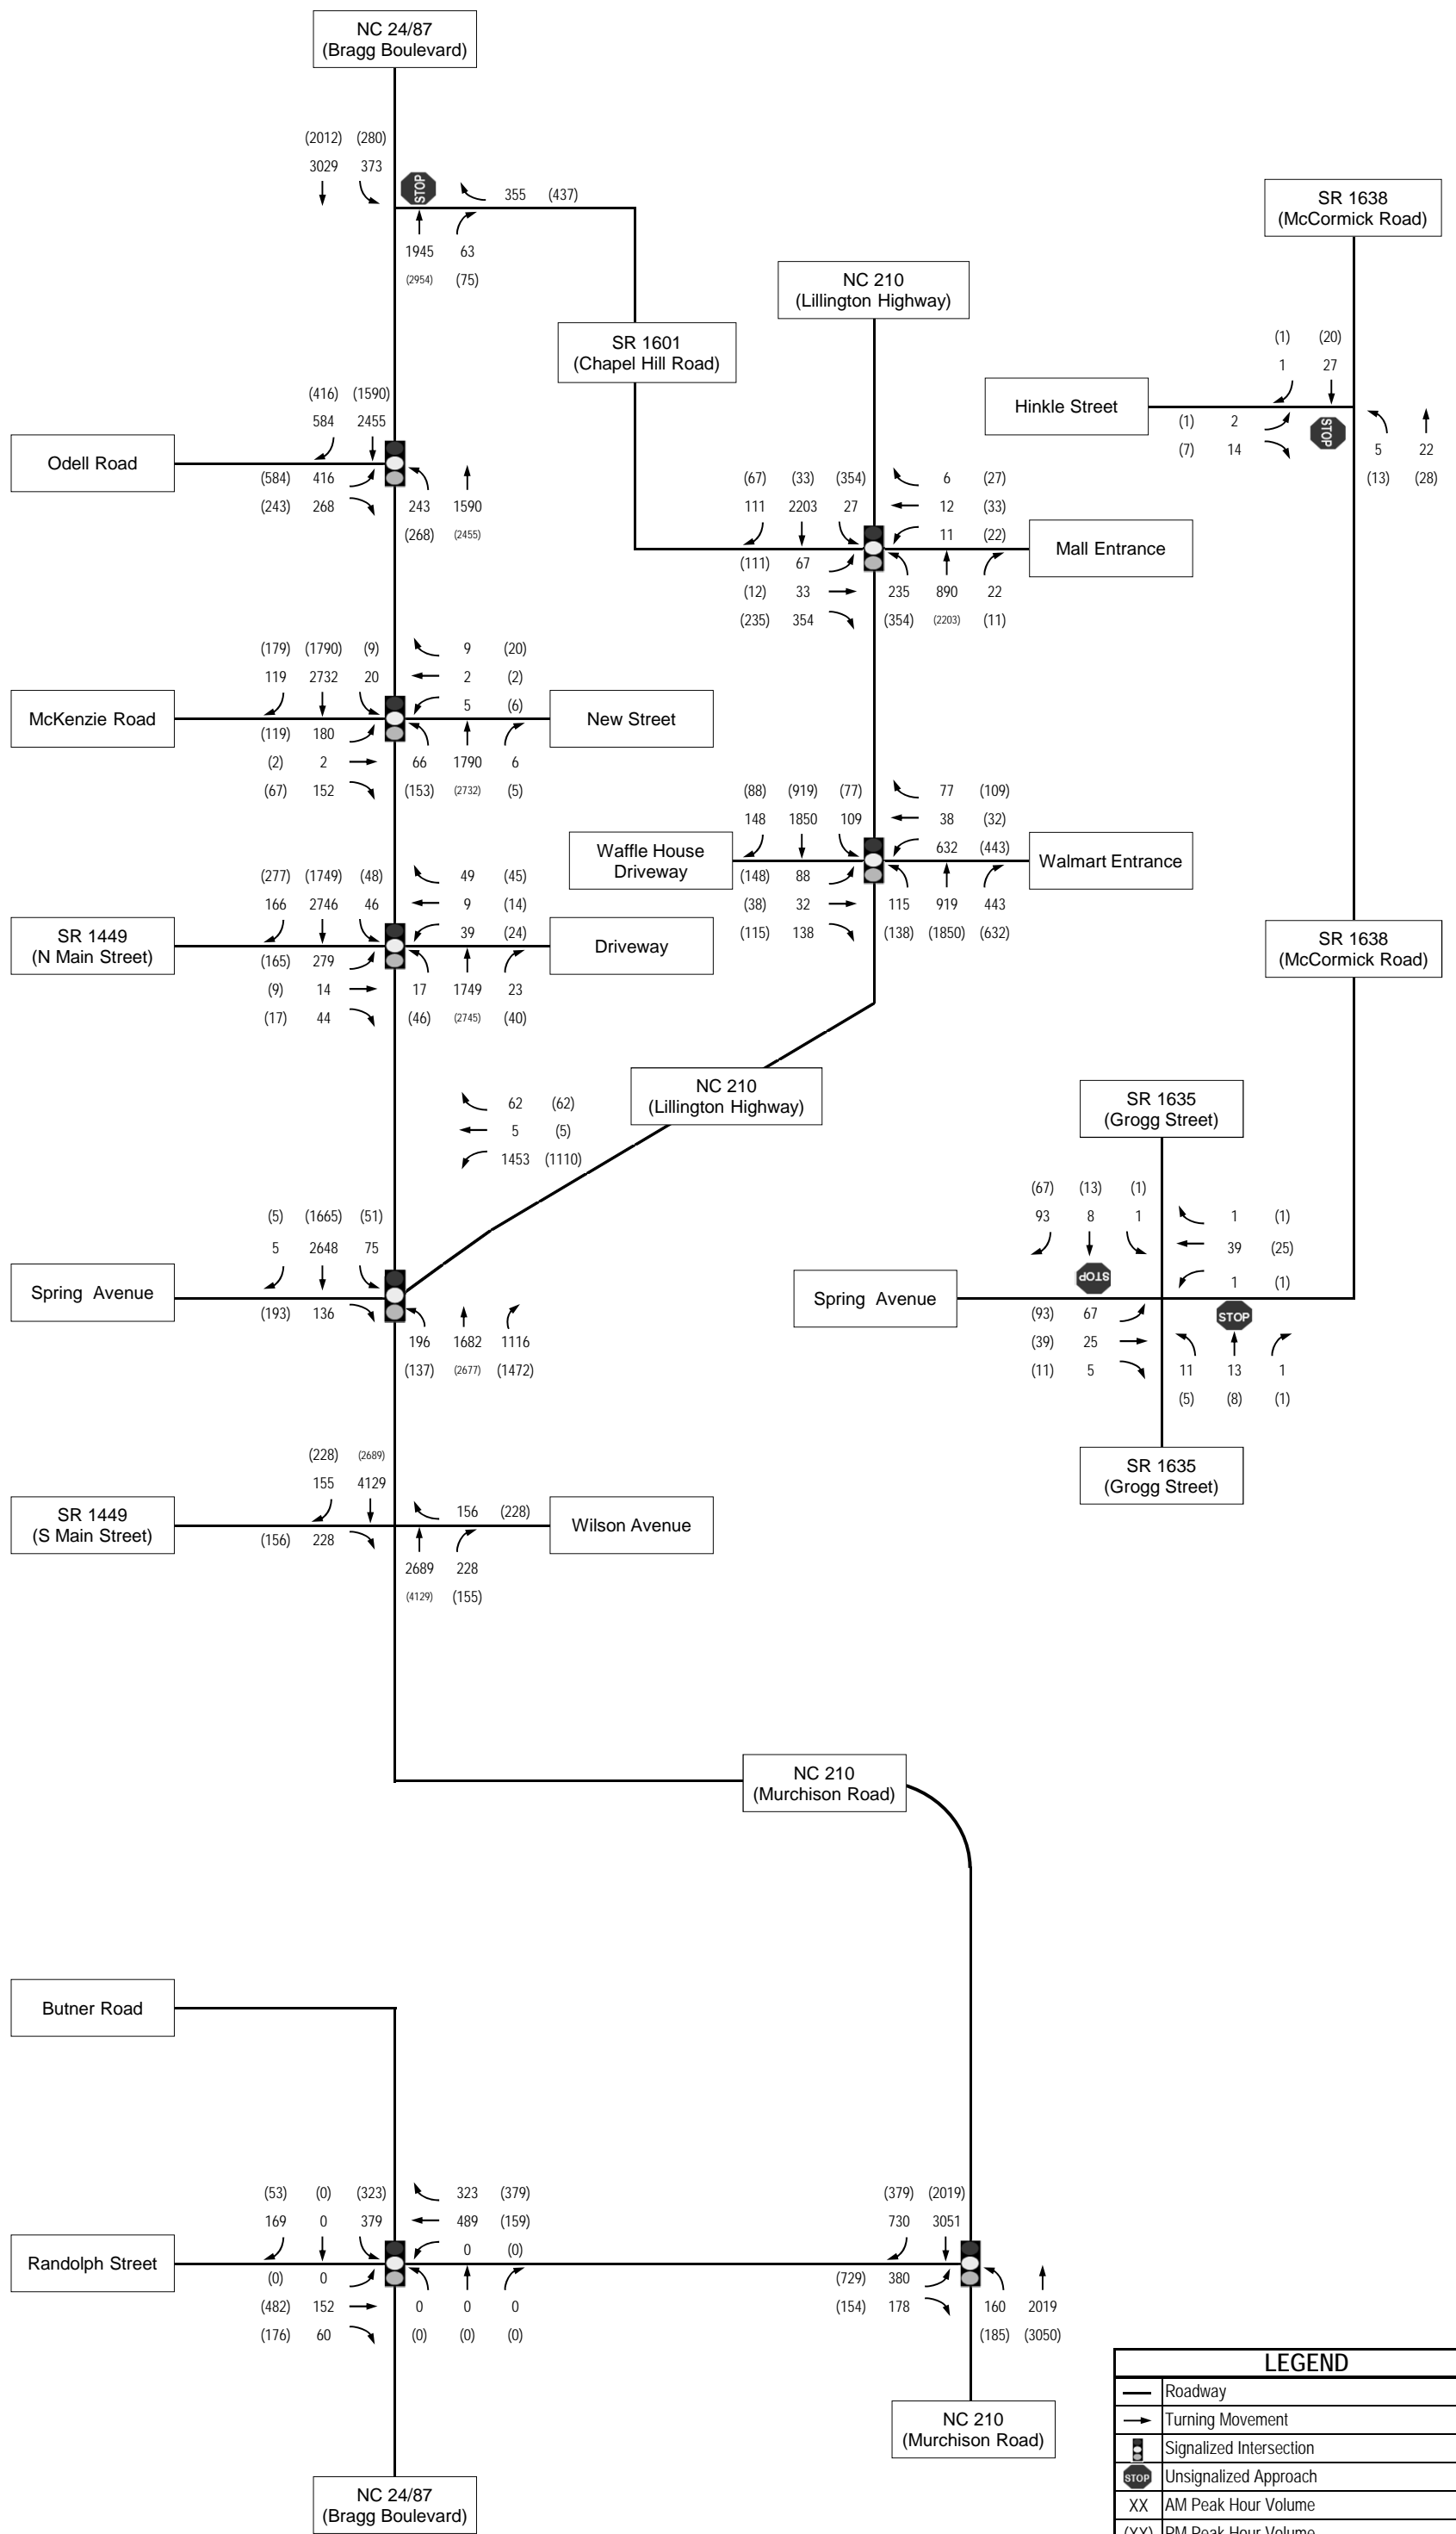 NC 24/87
(Bragg Boulevard)
(2012) (280)
3029 373
STOP
355 (437)
1945 63
(2954) (75)
SR 1638
(McCormick Road)
NC 210
(Lillington Highway)
SR 1601
(Chapel Hill Road)
(1) (20)
1 27
Hinkle Street
(1) 2
(7) 14
STOP
5 22
(13) (28)
(416) (1590)
584 2455
Odell Road
(584) 416
(243) 268
243 1590
(268) (2455)
(67) (33) (354)
111 2203 27
6 (27)
12 (33)
11 (22)
Mall Entrance
(111) 67
(12) 33
(235) 354
235 890 22
(354) (2203) (11)
(179) (1790) (9)
119 2732 20
9 (20)
2 (2)
5 (6)
McKenzie Road
New Street
(119) 180
(2) 2
(67) 152
66 1790 6
(153) (2732) (5)
(88) (919) (77)
148 1850 109
77 (109)
38 (32)
632 (443)
Waffle House
Driveway
Walmart Entrance
(148) 88
(38) 32
(115) 138
115 919 443
(138) (1850) (632)
(277) (1749) (48)
166 2746 46
49 (45)
9 (14)
39 (24)
SR 1449
(N Main Street)
Driveway
(165) 279
(9) 14
(17) 44
17 1749 23
(46) (2745) (40)
SR 1638
(McCormick Road)
NC 210
(Lillington Highway)
62 (62)
5 (5)
1453 (1110)
(5) (1665) (51)
5 2648 75
Spring Avenue
(193) 136
196 1682 1116
(137) (2677) (1472)
SR 1635
(Grogg Street)
(67) (13) (1)
93 8 1
1 (1)
39 (25)
1 (1)
STOP
Spring Avenue
(93) 67
(39) 25
(11) 5
STOP
11 13 1
(5) (8) (1)
SR 1635
(Grogg Street)
(228) (2689)
155 4129
156 (228)
SR 1449
(S Main Street)
Wilson Avenue
(156) 228
2689 228
(4129) (155)
NC 210
(Murchison Road)
Butner Road
(53) (0) (323)
169 0 379
323 (379)
489 (159)
0 (0)
Randolph Street
(0) 0
(482) 152
(176) 60
0 0 0
(0) (0) (0)
(379) (2019)
730 3051
(729) 380
(154) 178
160 2019
(185) (3050)
NC 210
(Murchison Road)
NC 24/87
(Bragg Boulevard)
LEGEND
Roadway
Turning Movement
Signalized Intersection
STOP Unsignalized Approach
XX AM Peak Hour Volume
(XX) PM Peak Hour Volume